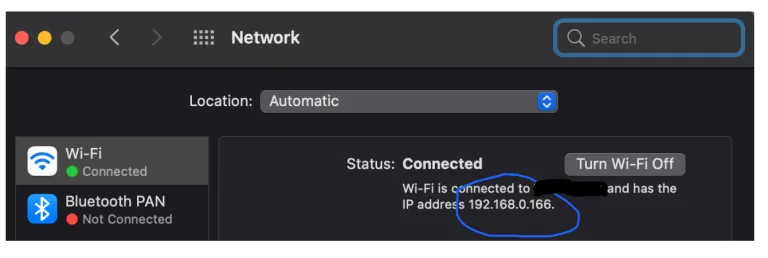 Network
Search
Location: Automatic
Wi-Fi
Connected
Bluetooth PAN
Not Connected
Status: Connected
Turn Wi-Fi Off
Wi-Fi is connected to and has the
IP address 192.168.0.166.